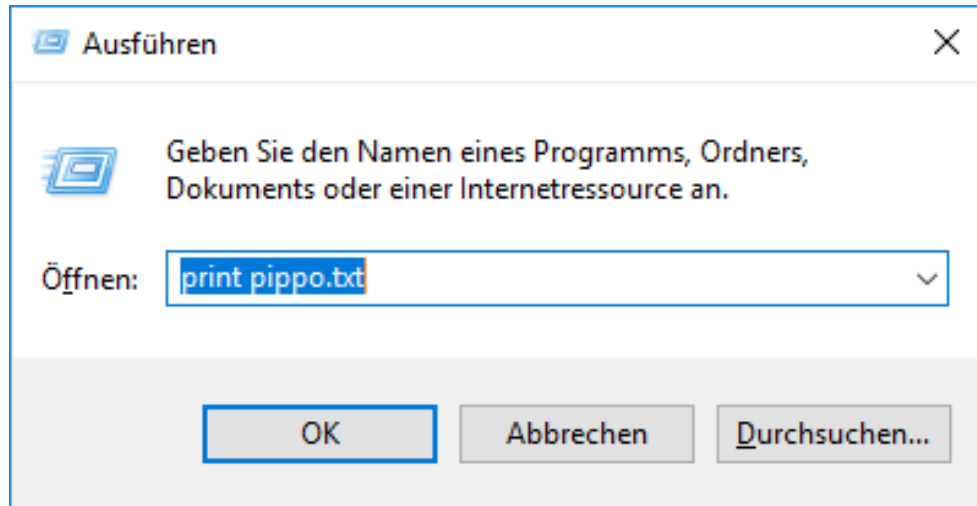 Ausführen
Geben Sie den Namen eines Programms, Ordners,
Dokuments oder einer Internetressource an.
Öffnen: print pippo.txt
OK Abbrechen Durchsuchen...